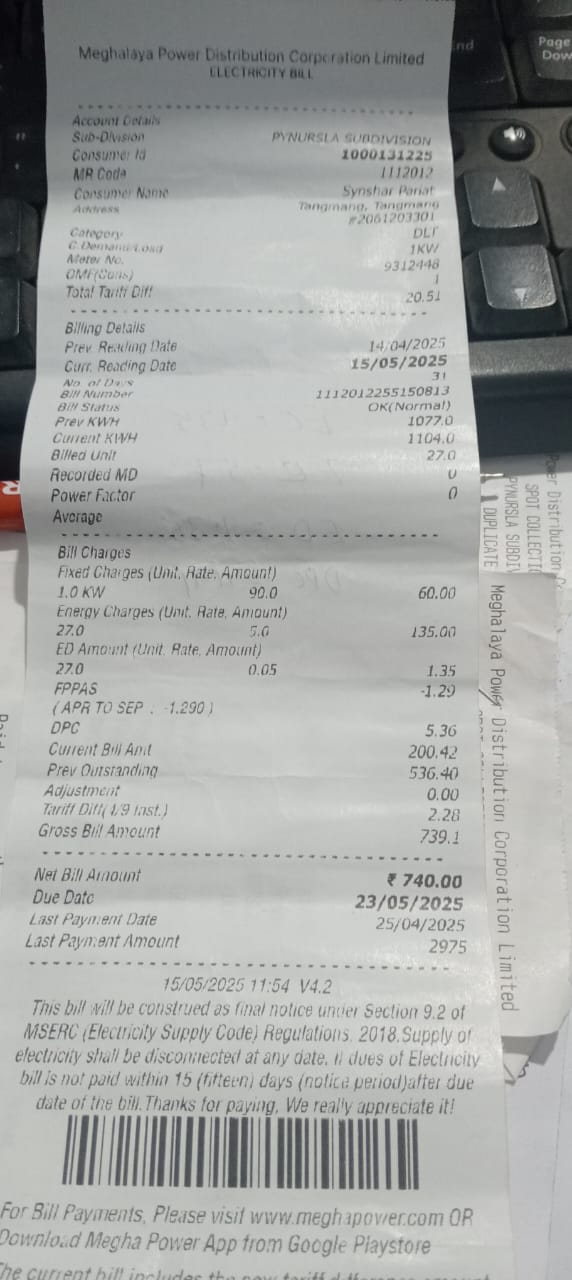 Meghalaya Power Distribution Corporation Limited
ELECTRICITY BILL
Account Details
Sub-Division PYNURSLA SUBDIVISION
Consumer Id 1000131225
MR Code 1112012
Consumer Name Synshar Pariat
Address Tangmang, Tangmang
#2061203301
Category DLT
C.Demand/Load 1KW
Meter No. 9312448
OMF(Cons) 1
Total Tariff Diff 20.51
Billing Details
Prev. Reading Date 14/04/2025
Curr. Reading Date 15/05/2025
No. of Days 31
Bill Number 1112012255150813
Bill Status OK(Normal)
Prev KWH 1077.0
Current KWH 1104.0
Billed Unit 27.0
Recorded MD 0
Power Factor 0
Average
Bill Charges
Fixed Charges (Unit, Rate, Amount)
1.0 KW 90.0 60.00
Energy Charges (Unit, Rate, Amount)
27.0 5.0 135.00
ED Amount (Unit, Rate, Amount)
27.0 0.05 1.35
FPPAS -1.29
( APR TO SEP : -1.290 )
DPC 5.36
Current Bill Amt 200.42
Prev Outstanding 536.40
Adjustment 0.00
Tariff Diff( 1/9 Inst.) 2.28
Gross Bill Amount 739.1
Net Bill Amount ₹ 740.00
Due Date 23/05/2025
Last Payment Date 25/04/2025
Last Payment Amount 2975
15/05/2025 11:54 V4.2
This bill will be construed as final notice under Section 9.2 of
MSERC (Electricity Supply Code) Regulations, 2018.Supply of
electricity shall be disconnected at any date, if dues of Electricity
bill is not paid within 15 (fifteen) days (notice period)after due
date of the bill.Thanks for paying, We really appreciate it!
For Bill Payments, Please visit www.meghapower.com OR
Download Megha Power App from Google Playstore
The current bill includes the new tariff
Page
Dow
nd
Power Distribution
SPOT COLLECTIO
PYNURSLA SUBDIV
DUPLICATE
Meghalaya Power Distribution Corporation Limited